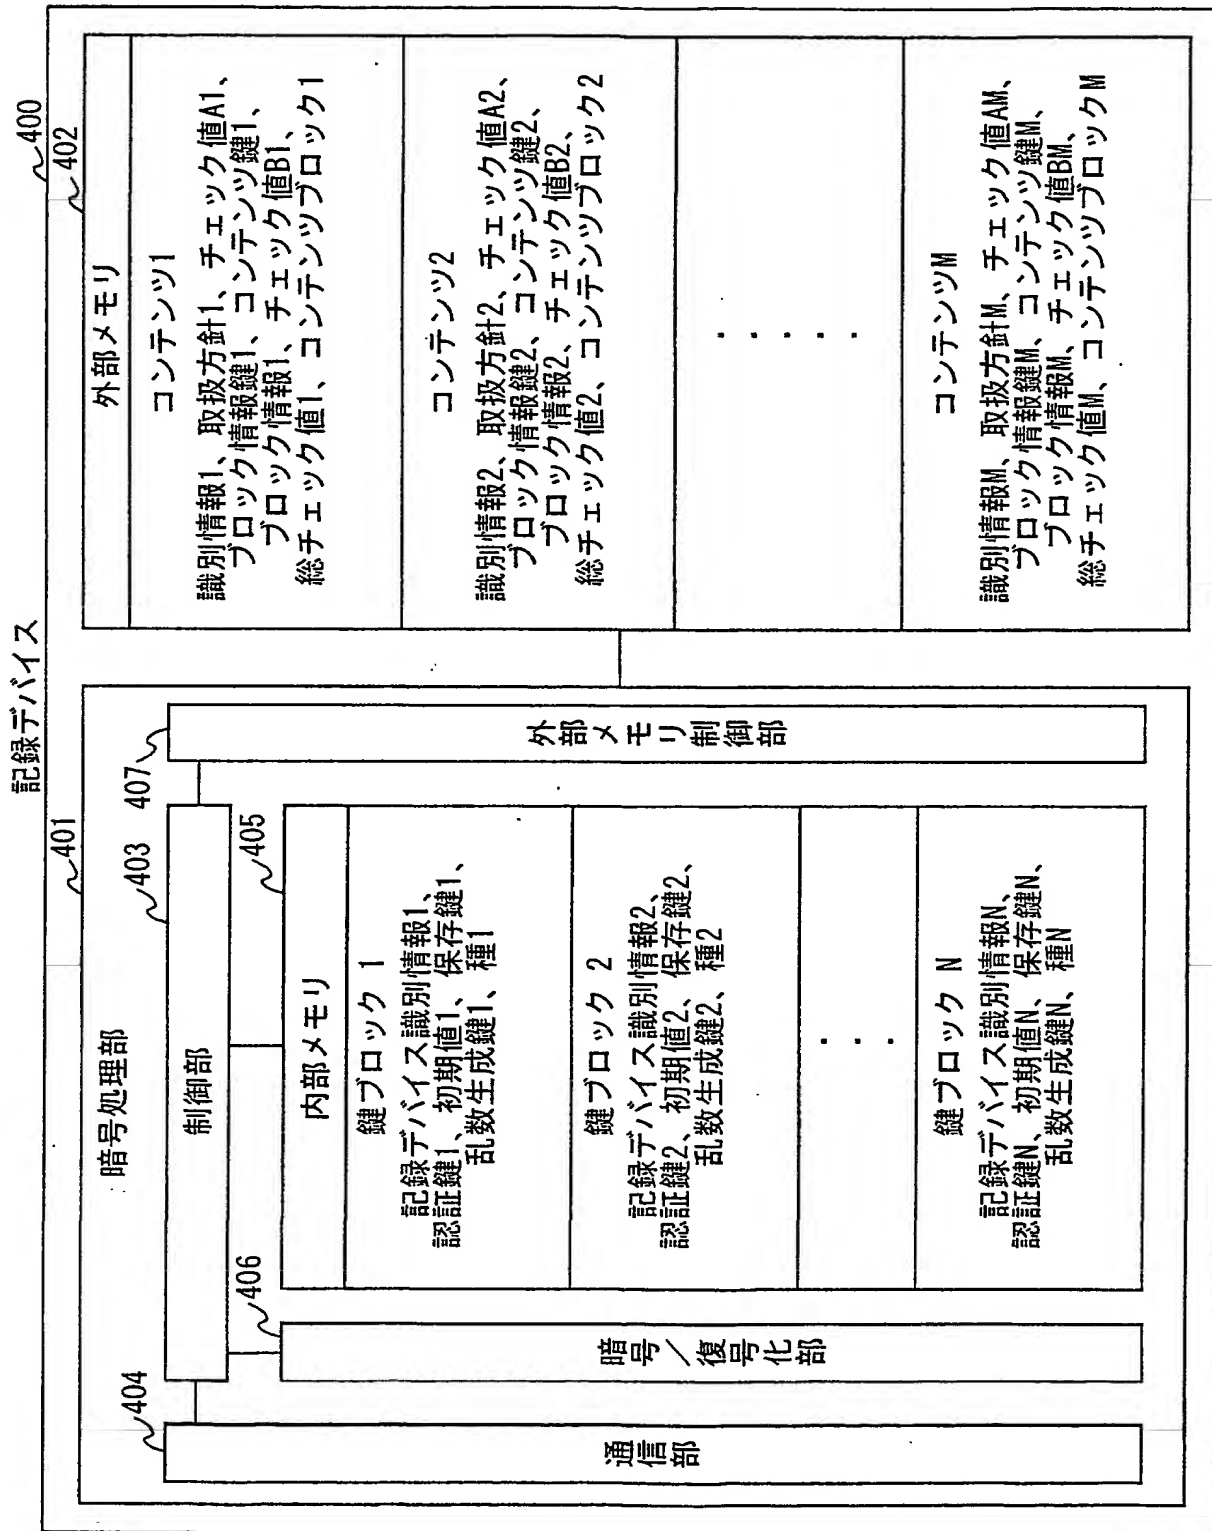 記録デバイス
400
401
402
暗号処理部
403
制御部
404
通信部
405
内部メモリ
鍵ブロック 1
記録デバイス識別情報1、
認証鍵1、初期値1、保存鍵1、
乱数生成鍵1、種1
鍵ブロック 2
記録デバイス識別情報2、
認証鍵2、初期値2、保存鍵2、
乱数生成鍵2、種2
・・・
鍵ブロック N
記録デバイス識別情報N、
認証鍵N、初期値N、保存鍵N、
乱数生成鍵N、種N
406
暗号/復号化部
407
外部メモリ制御部
外部メモリ
コンテンツ1
識別情報1、取扱方針1、チェック値A1、
ブロック情報鍵1、コンテンツ鍵1、
ブロック情報1、チェック値B1、
総チェック値1、コンテンツブロック1
コンテンツ2
識別情報2、取扱方針2、チェック値A2、
ブロック情報鍵2、コンテンツ鍵2、
ブロック情報2、チェック値B2、
総チェック値2、コンテンツブロック2
・・・・・
コンテンツM
識別情報M、取扱方針M、チェック値AM、
ブロック情報鍵M、コンテンツ鍵M、
ブロック情報M、チェック値BM、
総チェック値M、コンテンツブロックM